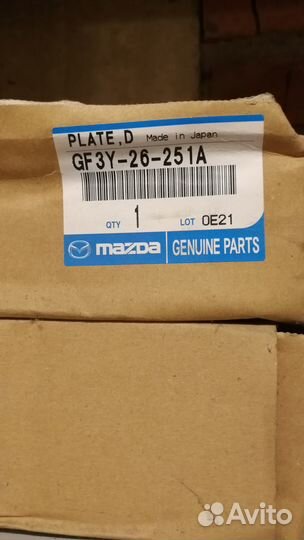 PLATE,D Made in Japan
GF3Y-26-251A
QTY 1 LOT 0E21
mazda GENUINE PARTS
Avito